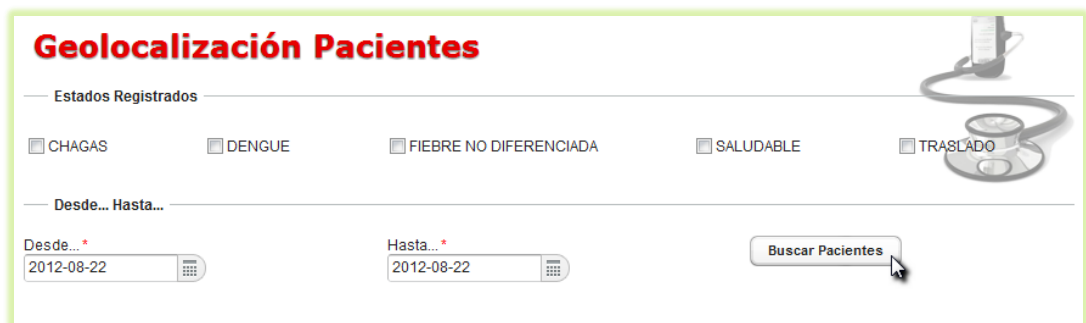 Geolocalización Pacientes
Estados Registrados
CHAGAS DENGUE FIEBRE NO DIFERENCIADA SALUDABLE TRASLADO
Desde... Hasta...
Desde...* Hasta...*
2012-08-22 2012-08-22 Buscar Pacientes